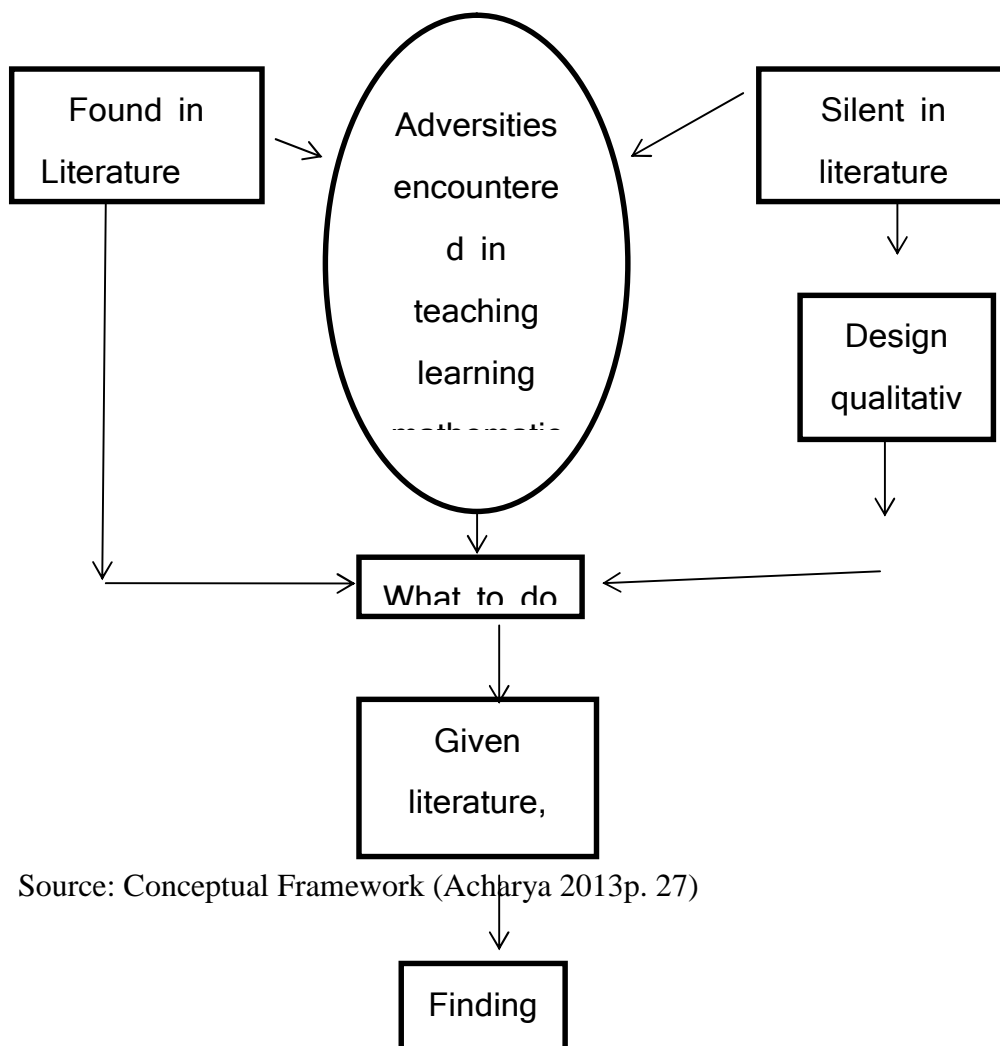 Found in
Literature
Adversities
encountere
d in
teaching
learning
mathematic
Silent in
literature
Design
qualitativ
What to do
Given
literature,
Source: Conceptual Framework (Acharya 2013p. 27)
Finding